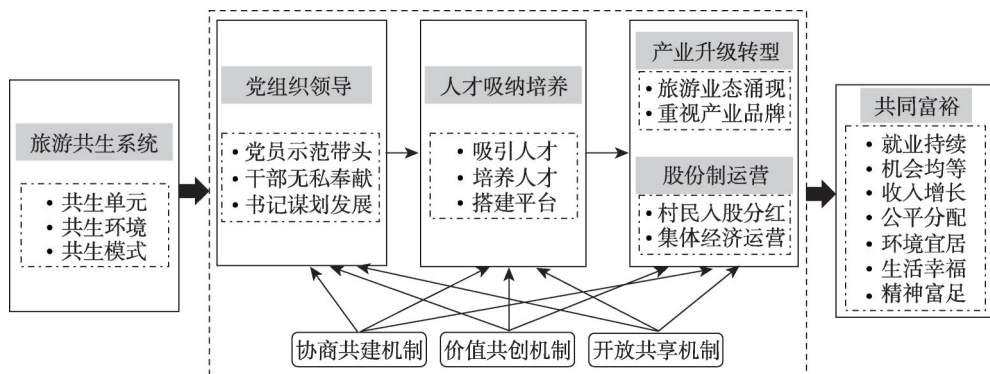 旅游共生系统
• 共生单元
• 共生环境
• 共生模式
党组织领导
• 党员示范带头
• 干部无私奉献
• 书记谋划发展
人才吸纳培养
• 吸引人才
• 培养人才
• 搭建平台
产业升级转型
• 旅游业态涌现
• 重视产业品牌
股份制运营
• 村民入股分红
• 集体经济运营
共同富裕
• 就业持续
• 机会均等
• 收入增长
• 公平分配
• 环境宜居
• 生活幸福
• 精神富足
协商共建机制
价值共创机制
开放共享机制